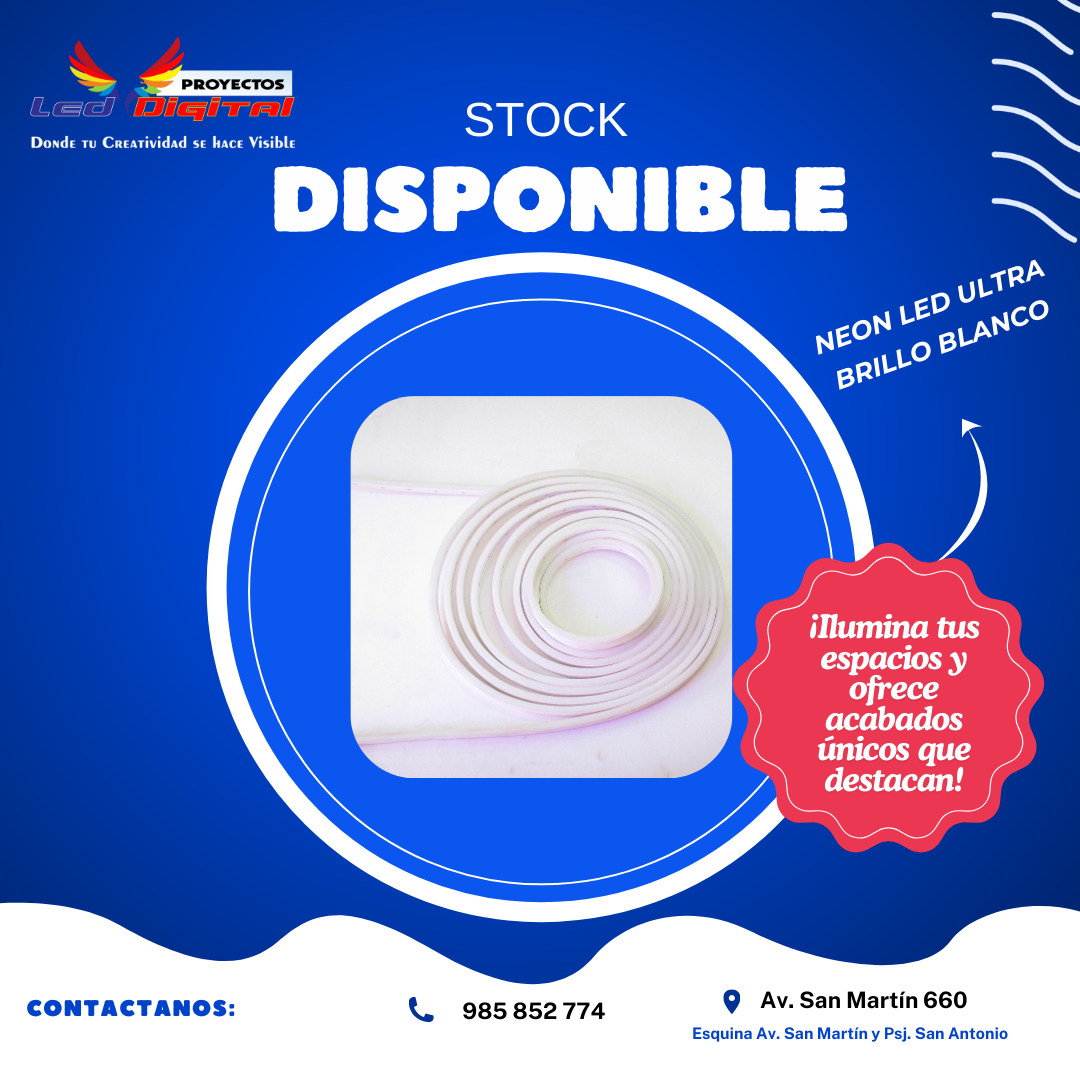 PROYECTOS
Led Digital
Donde tu Creatividad se hace Visible
STOCK
DISPONIBLE
NEON LED ULTRA
BRILLO BLANCO
¡Ilumina tus
espacios y
ofrece
acabados
únicos que
destacan!
CONTACTANOS:
985 852 774
Av. San Martín 660
Esquina Av. San Martín y Psj. San Antonio